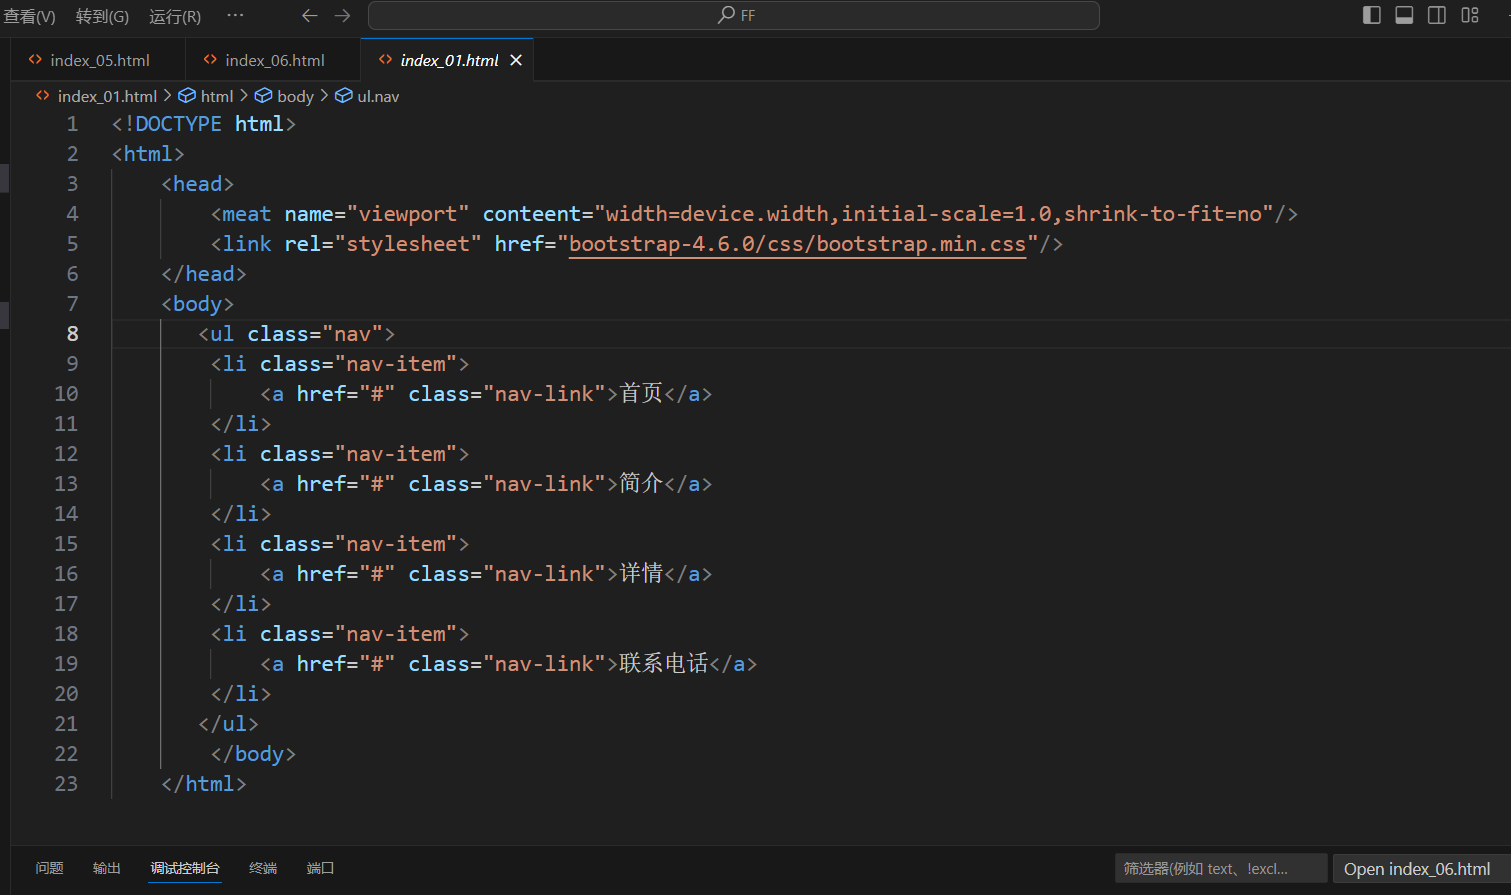 查看(V) 转到(G) 运行(R) ··· FF
index_05.html index_06.html index_01.html
index_01.html > html > body > ul.nav
1 <!DOCTYPE html>
2 <html>
3 <head>
4 <meat name="viewport" conteent="width=device.width,initial-scale=1.0,shrink-to-fit=no"/>
5 <link rel="stylesheet" href="bootstrap-4.6.0/css/bootstrap.min.css"/>
6 </head>
7 <body>
8 <ul class="nav">
9 <li class="nav-item">
10 <a href="#" class="nav-link">首页</a>
11 </li>
12 <li class="nav-item">
13 <a href="#" class="nav-link">简介</a>
14 </li>
15 <li class="nav-item">
16 <a href="#" class="nav-link">详情</a>
17 </li>
18 <li class="nav-item">
19 <a href="#" class="nav-link">联系电话</a>
20 </li>
21 </ul>
22 </body>
23 </html>
问题 输出 调试控制台 终端 端口 筛选器(例如 text、!excl... Open index_06.html